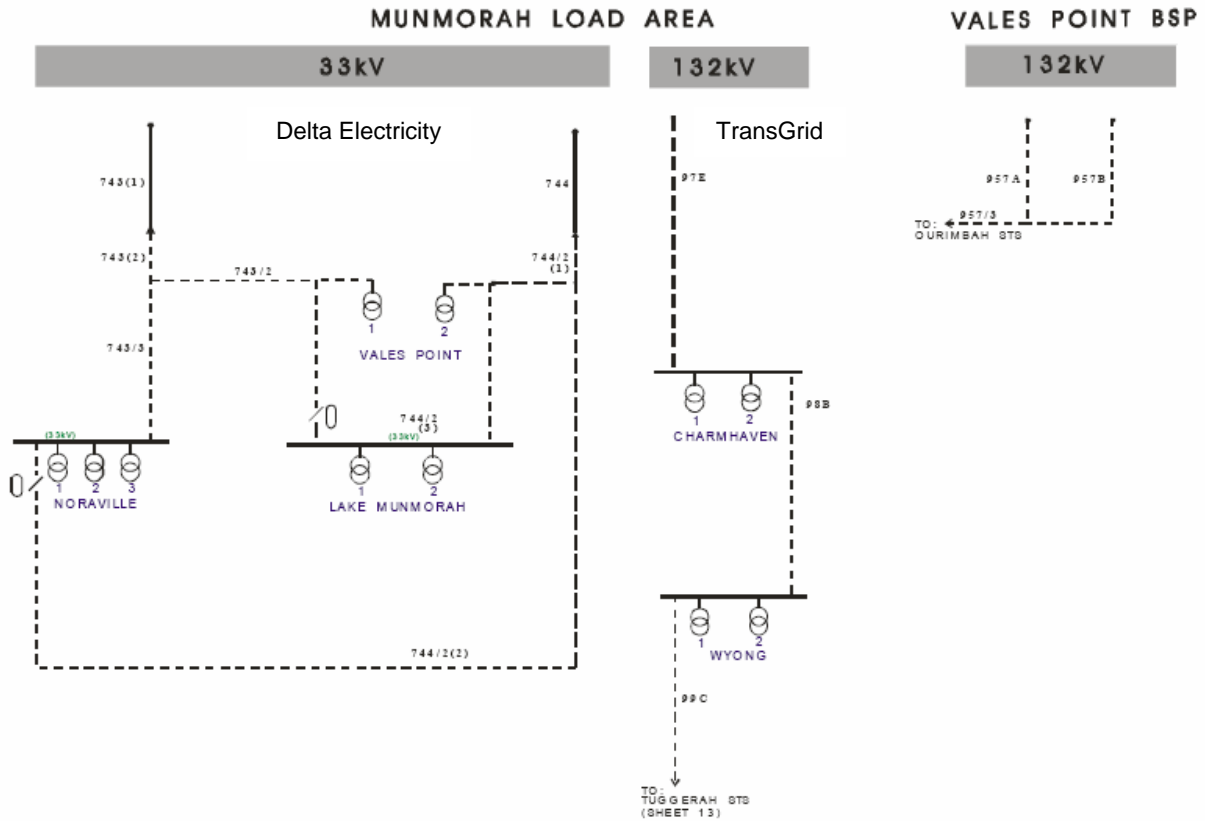 MUNMORAH LOAD AREA
VALES POINT BSP
33kV
132kV
132kV
Delta Electricity
TransGrid
743(1)
744
97E
957A
957B
957/3
TO:
OURIMBAH STS
743(2)
743/2
744/2
(1)
1
2
VALES POINT
743/3
744/2
(3)
(33kV)
(33kV)
1
2
3
NORAVILLE
1
2
LAKE MUNMORAH
1
2
CHARMHAVEN
98B
1
2
WYONG
744/2(2)
99C
TO:
TUGGERAH STS
(SHEET 13)